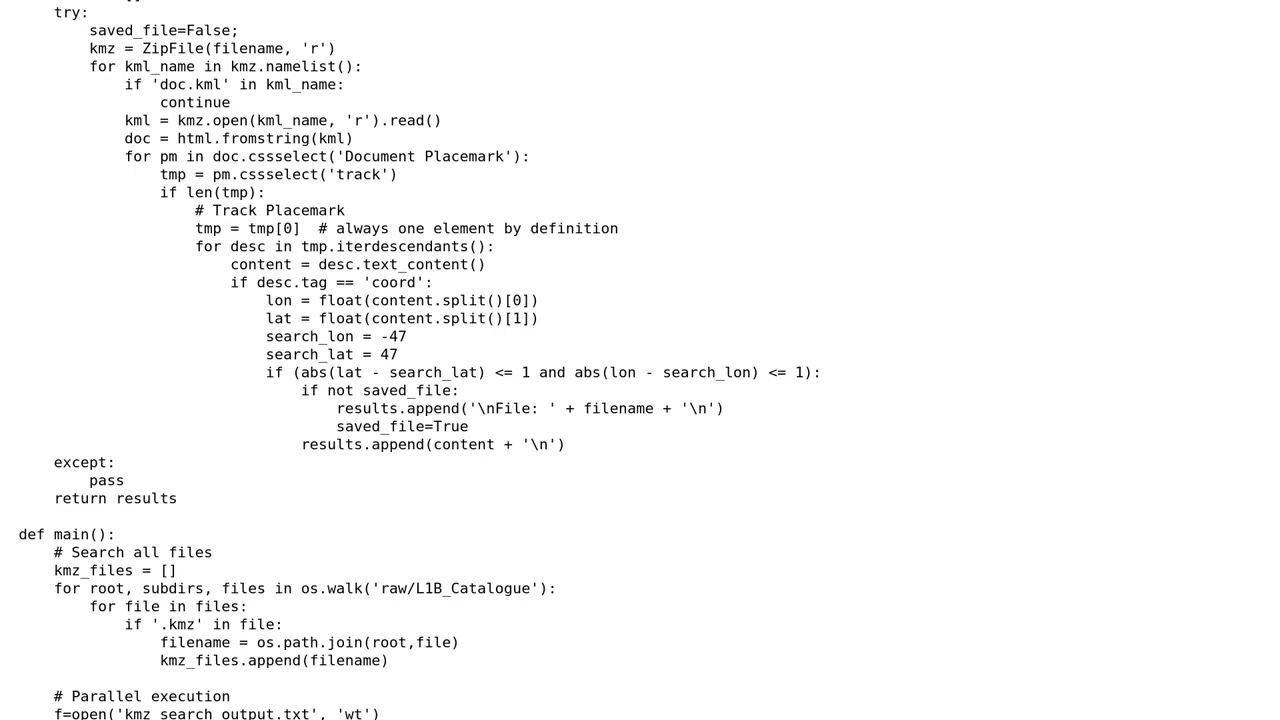 try:
        saved_file=False;
        kmz = ZipFile(filename, 'r')
        for kml_name in kmz.namelist():
            if 'doc.kml' in kml_name:
                continue
            kml = kmz.open(kml_name, 'r').read()
            doc = html.fromstring(kml)
            for pm in doc.cssselect('Document Placemark'):
                tmp = pm.cssselect('track')
                if len(tmp):
                    # Track Placemark
                    tmp = tmp[0]  # always one element by definition
                    for desc in tmp.iterdescendants():
                        content = desc.text_content()
                        if desc.tag == 'coord':
                            lon = float(content.split()[0])
                            lat = float(content.split()[1])
                            search_lon = -47
                            search_lat = 47
                            if (abs(lat - search_lat) <= 1 and abs(lon - search_lon) <= 1):
                                if not saved_file:
                                    results.append('\nFile: ' + filename + '\n')
                                    saved_file=True
                                results.append(content + '\n')
    except:
        pass
    return results

def main():
    # Search all files
    kmz_files = []
    for root, subdirs, files in os.walk('raw/L1B_Catalogue'):
        for file in files:
            if '.kmz' in file:
                filename = os.path.join(root,file)
                kmz_files.append(filename)

    # Parallel execution
    f=open('kmz_search_output.txt', 'wt')